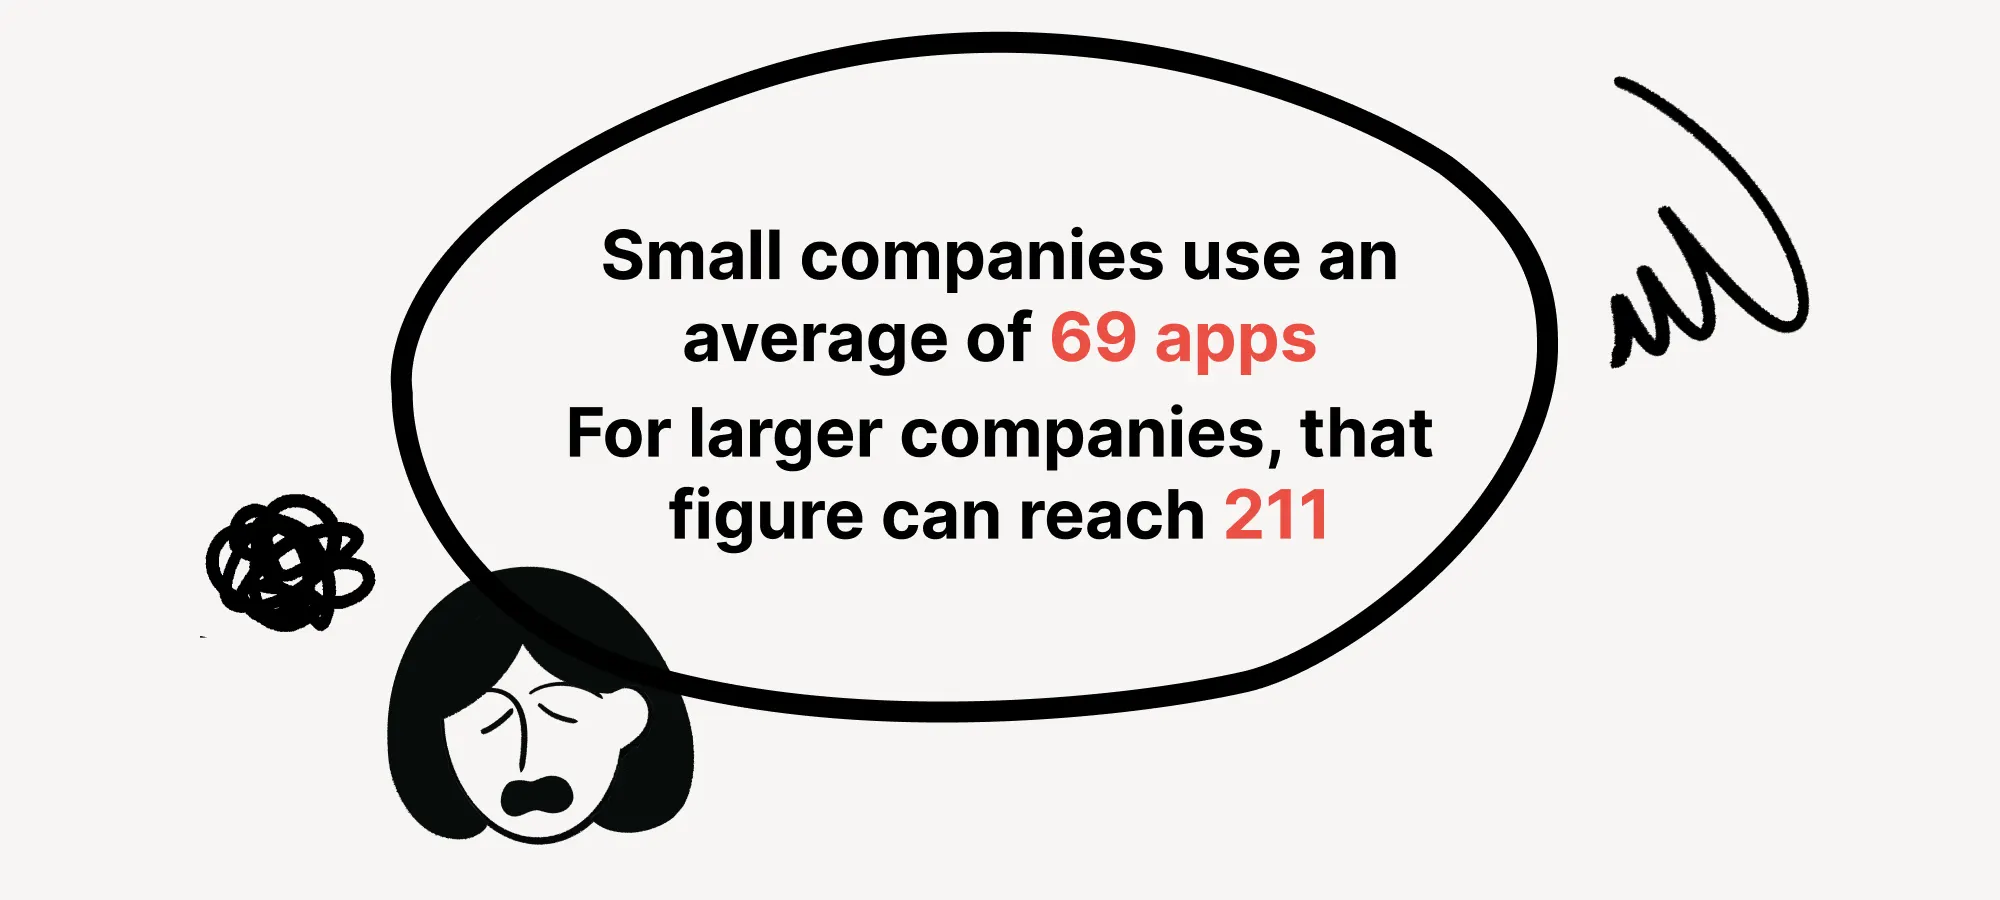 Small companies use an
average of 69 apps
For larger companies, that
figure can reach 211